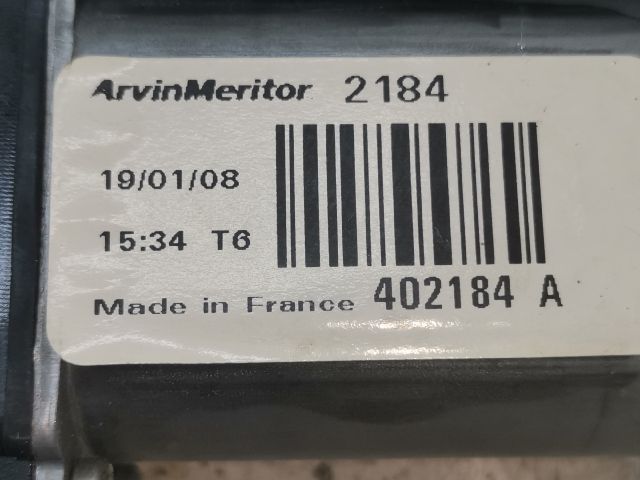 ArvinMeritor 2184
19/01/08
15:34 T6
Made in France 402184 A